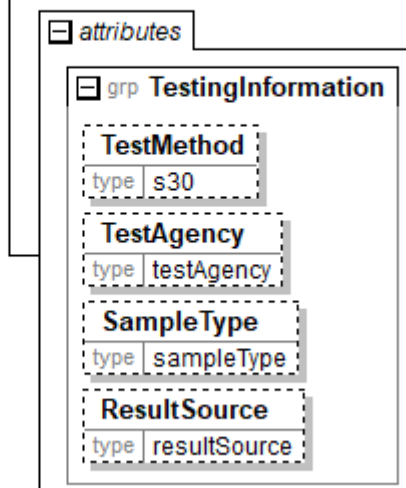 attributes
grp TestingInformation
TestMethod
type s30
TestAgency
type testAgency
SampleType
type sampleType
ResultSource
type resultSource